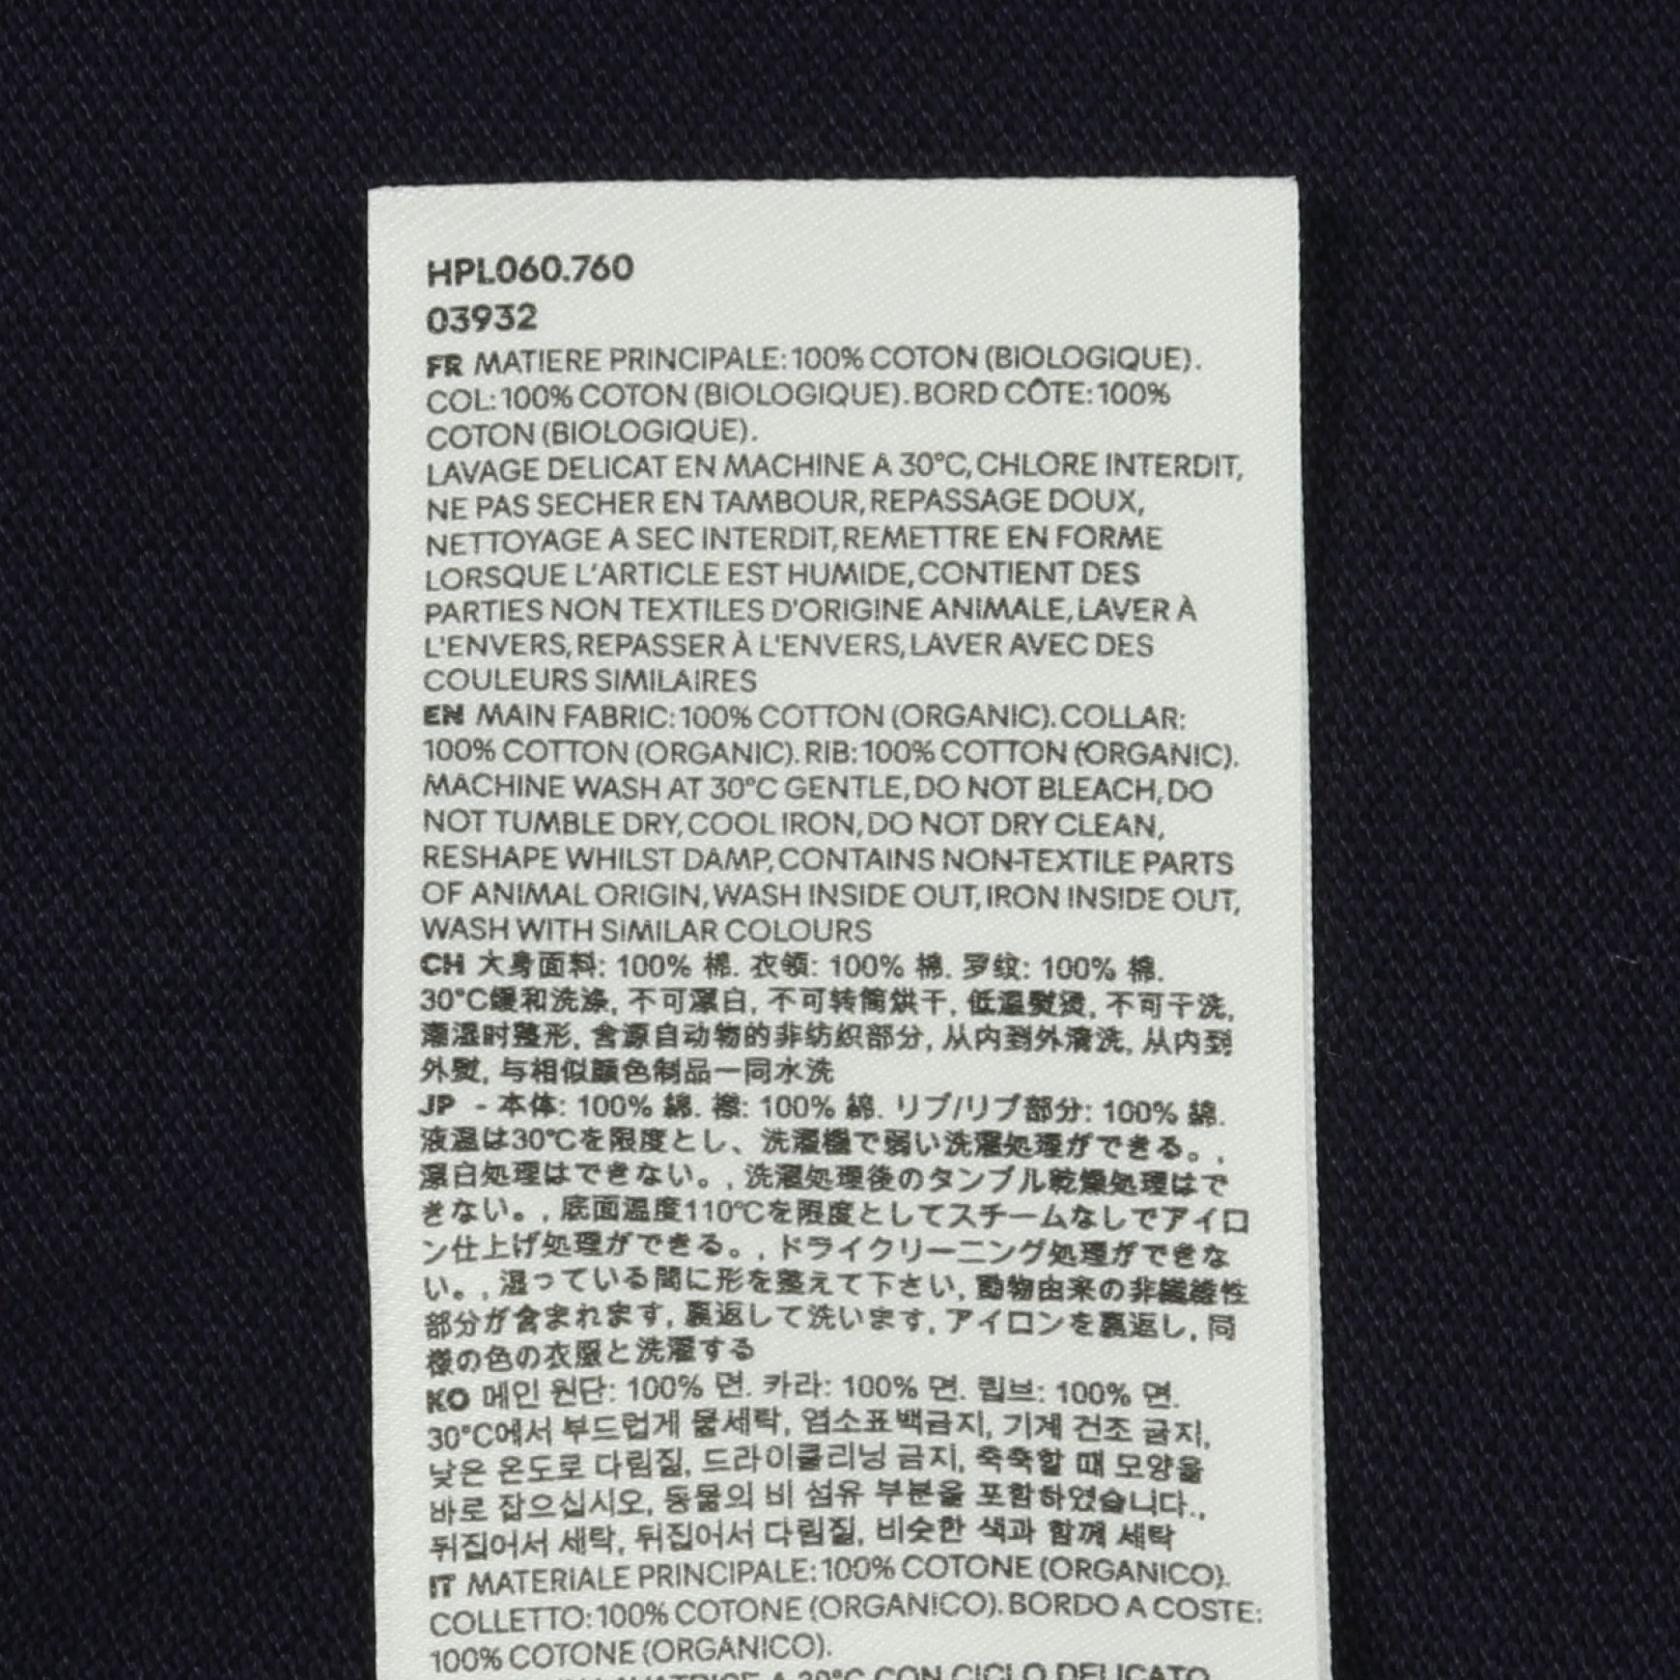 HPL060.760
03932
FR MATIERE PRINCIPALE: 100% COTON (BIOLOGIQUE).
COL: 100% COTON (BIOLOGIQUE). BORD CÔTE: 100%
COTON (BIOLOGIQUE).
LAVAGE DELICAT EN MACHINE A 30°C, CHLORE INTERDIT,
NE PAS SECHER EN TAMBOUR, REPASSAGE DOUX,
NETTOYAGE A SEC INTERDIT, REMETTRE EN FORME
LORSQUE L'ARTICLE EST HUMIDE, CONTIENT DES
PARTIES NON TEXTILES D'ORIGINE ANIMALE, LAVER À
L'ENVERS, REPASSER À L'ENVERS, LAVER AVEC DES
COULEURS SIMILAIRES
EN MAIN FABRIC: 100% COTTON (ORGANIC). COLLAR:
100% COTTON (ORGANIC). RIB: 100% COTTON (ORGANIC).
MACHINE WASH AT 30°C GENTLE, DO NOT BLEACH, DO
NOT TUMBLE DRY, COOL IRON, DO NOT DRY CLEAN,
RESHAPE WHILST DAMP, CONTAINS NON-TEXTILE PARTS
OF ANIMAL ORIGIN, WASH INSIDE OUT, IRON INSIDE OUT,
WASH WITH SIMILAR COLOURS
CH 大身面料: 100% 棉. 衣领: 100% 棉. 罗纹: 100% 棉.
30°C缓和洗涤, 不可漂白, 不可转筒烘干, 低温熨烫, 不可干洗,
潮湿时整形, 含源自动物的非纺织部分, 从内到外清洗, 从内到
外熨, 与相似颜色制品一同水洗
JP - 本体: 100% 綿. 襟: 100% 綿. リブ/リブ部分: 100% 綿.
液温は30℃を限度とし、洗濯機で弱い洗濯処理ができる。,
漂白処理はできない。, 洗濯処理後のタンブル乾燥処理はで
きない。, 底面温度110℃を限度としてスチームなしでアイロ
ン仕上げ処理ができる。, ドライクリーニング処理ができな
い。, 湿っている間に形を整えて下さい, 動物由来の非繊維性
部分が含まれます, 裏返して洗います, アイロンを裏返し, 同
様の色の衣服と洗濯する
KO 메인 원단: 100% 면. 카라: 100% 면. 립브: 100% 면.
30°C에서 부드럽게 물세탁, 염소표백금지, 기계 건조 금지,
낮은 온도로 다림질, 드라이클리닝 금지, 축축할 때 모양을
바로 잡으십시오, 동물의 비 섬유 부분을 포함하였습니다.,
뒤집어서 세탁, 뒤집어서 다림질, 비슷한 색과 함께 세탁
IT MATERIALE PRINCIPALE: 100% COTONE (ORGANICO).
COLLETTO: 100% COTONE (ORGANICO). BORDO A COSTE:
100% COTONE (ORGANICO).
A 30°C CON CICLO DELICATO